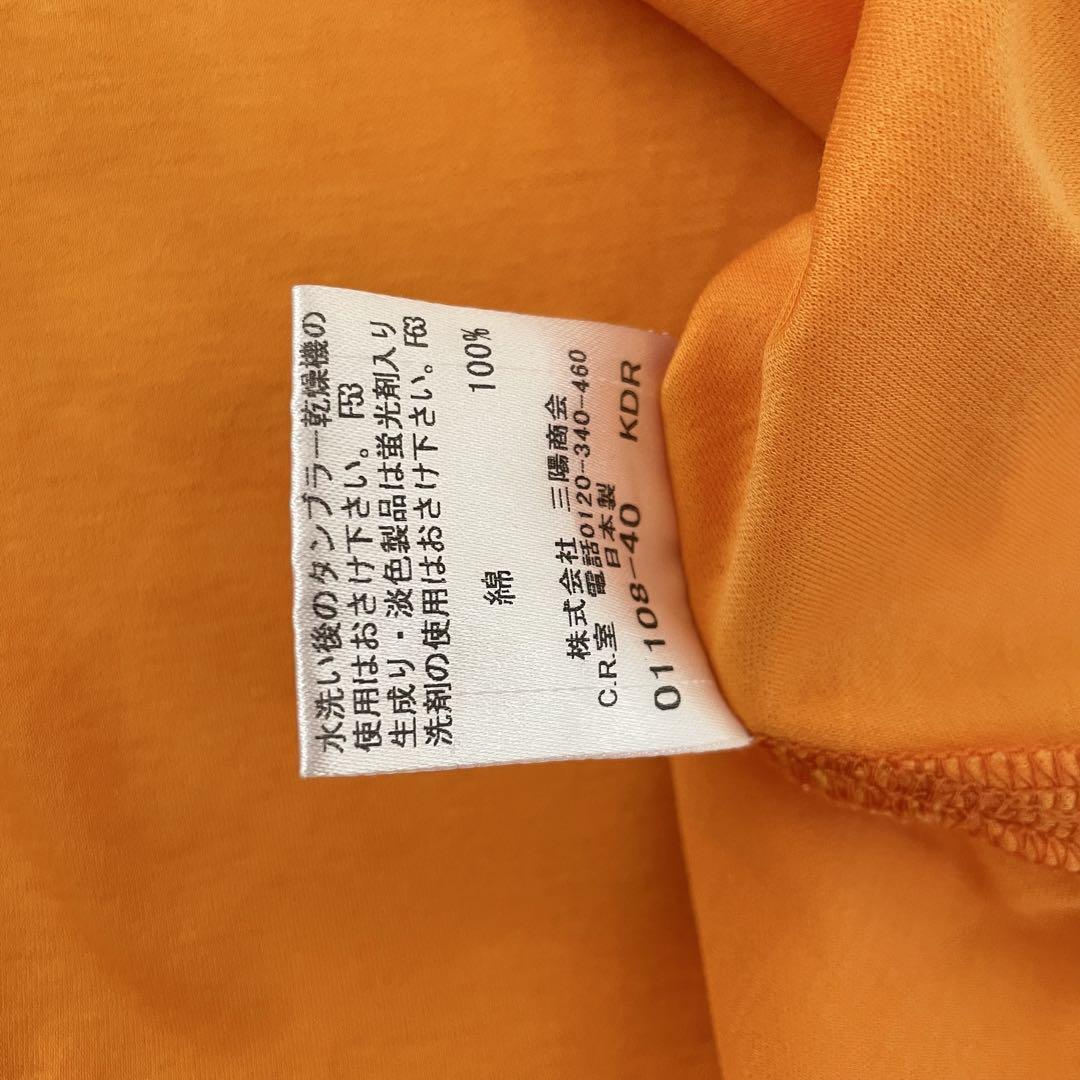 水洗い後のタンブラー乾燥機の
使用はおさけ下さい。 F53
生成り・淡色製品は蛍光剤入り
洗剤の使用はおさけ下さい。F63
綿 100%
株式会社 三陽商会
C.R.室 電話0120-340-460
日本製
01108-40 KDR